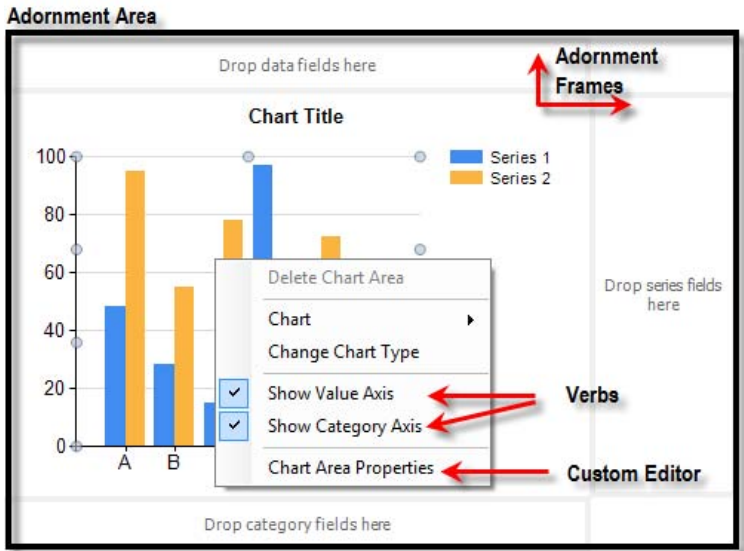 Adornment Area
Drop data fields here
Adornment
Frames
Chart Title
100
80
60
40
20
0
A
B
Series 1
Series 2
Delete Chart Area
Chart
Change Chart Type
Show Value Axis
Show Category Axis
Chart Area Properties
Drop series fields
here
Verbs
Custom Editor
Drop category fields here